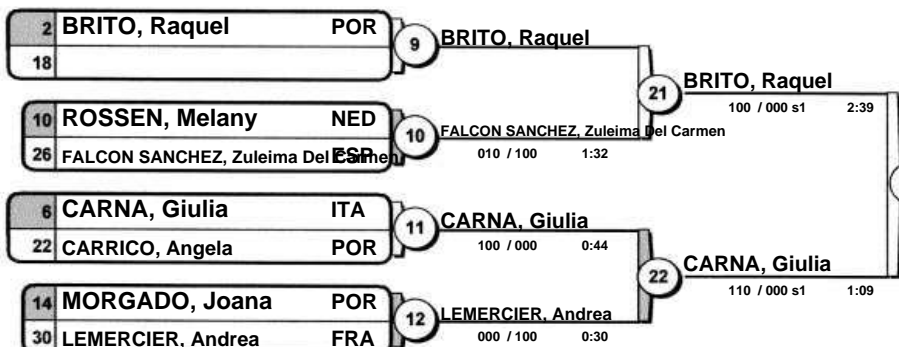 2 BRITO, Raquel POR
18
9 BRITO, Raquel
10 ROSSEN, Melany NED
26 FALCON SANCHEZ, Zuleima Del Carmen ESP
10 FALCON SANCHEZ, Zuleima Del Carmen
010 / 100 1:32
21 BRITO, Raquel
100 / 000 s1 2:39
6 CARNA, Giulia ITA
22 CARRICO, Angela POR
11 CARNA, Giulia
100 / 000 0:44
14 MORGADO, Joana POR
30 LEMERCIER, Andrea FRA
12 LEMERCIER, Andrea
000 / 100 0:30
22 CARNA, Giulia
110 / 000 s1 1:09